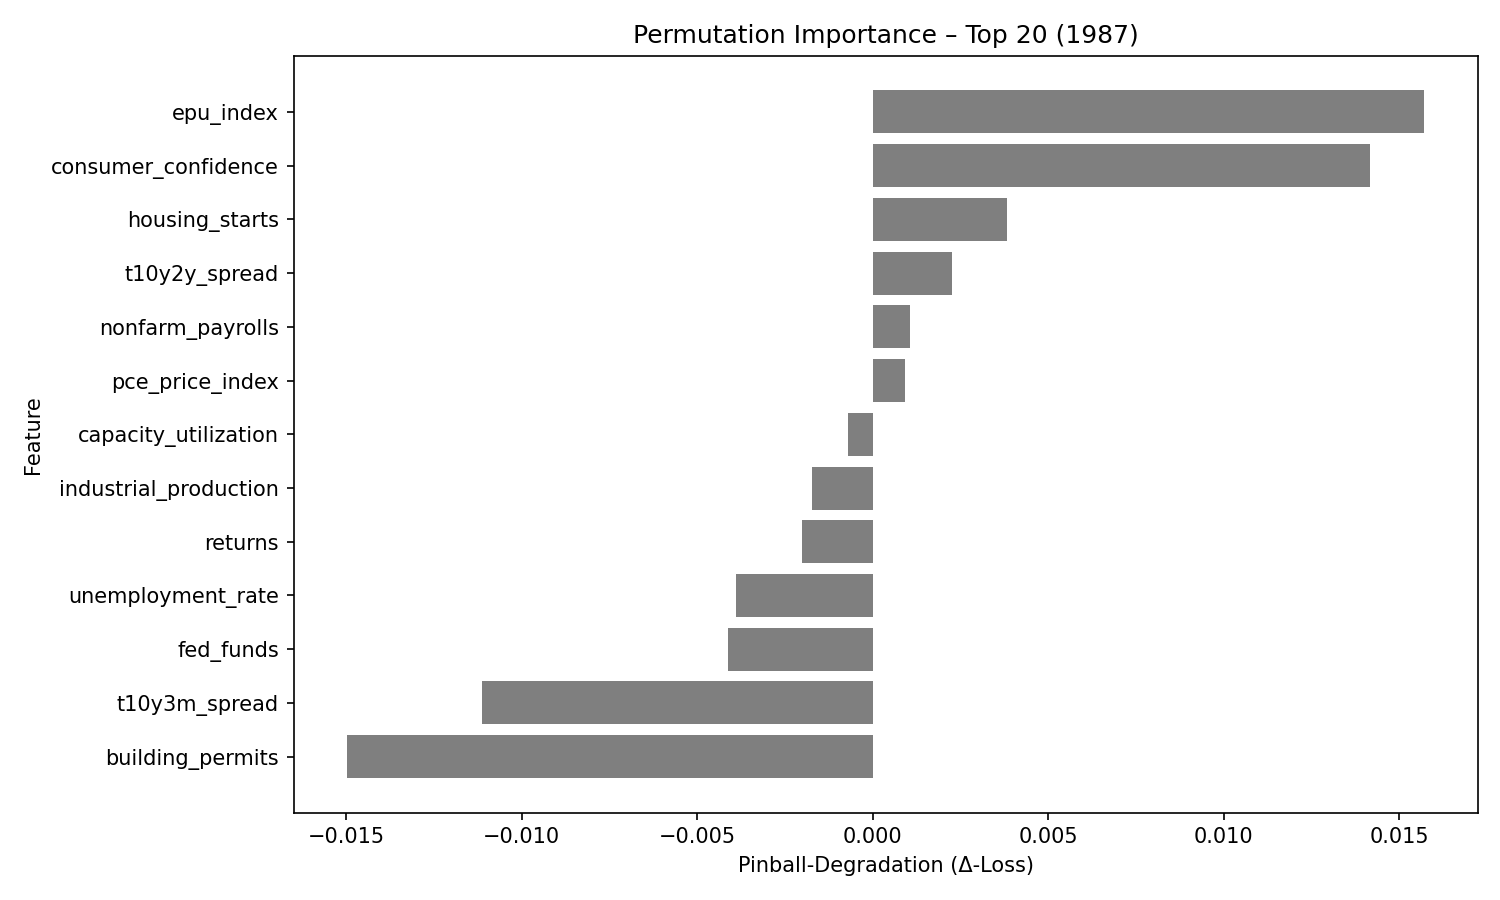 Permutation Importance – Top 20 (1987)
Feature
epu_index
consumer_confidence
housing_starts
t10y2y_spread
nonfarm_payrolls
pce_price_index
capacity_utilization
industrial_production
returns
unemployment_rate
fed_funds
t10y3m_spread
building_permits
−0.015 −0.010 −0.005 0.000 0.005 0.010 0.015
Pinball-Degradation (Δ-Loss)